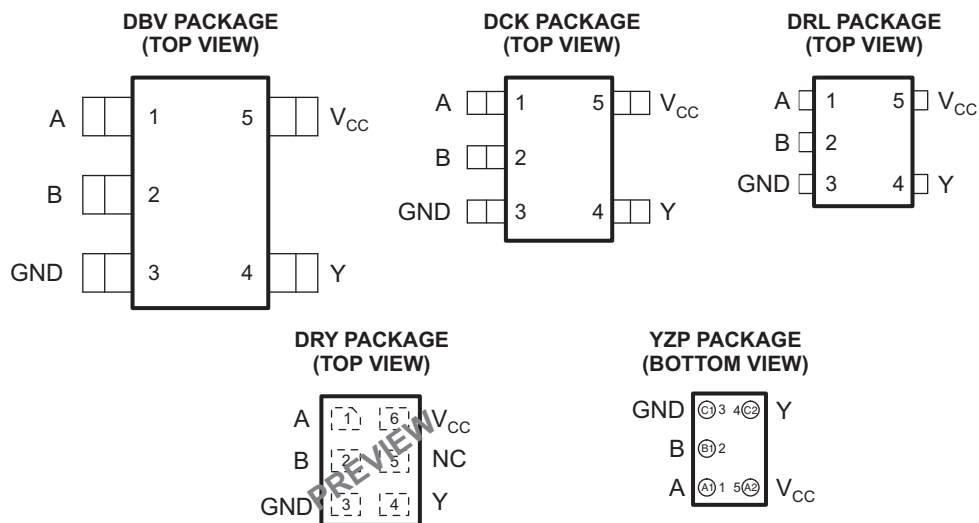 DBV PACKAGE
(TOP VIEW)
A 1 5 VCC
B 2
GND 3 4 Y
DCK PACKAGE
(TOP VIEW)
A 1 5 VCC
B 2
GND 3 4 Y
DRL PACKAGE
(TOP VIEW)
A 1 5 VCC
B 2
GND 3 4 Y
DRY PACKAGE
(TOP VIEW)
A 1 6 VCC
B 2 5 NC
GND 3 4 Y
PREVIEW
YZP PACKAGE
(BOTTOM VIEW)
GND C1 3 4 C2 Y
B B1 2
A A1 1 5 A2 VCC